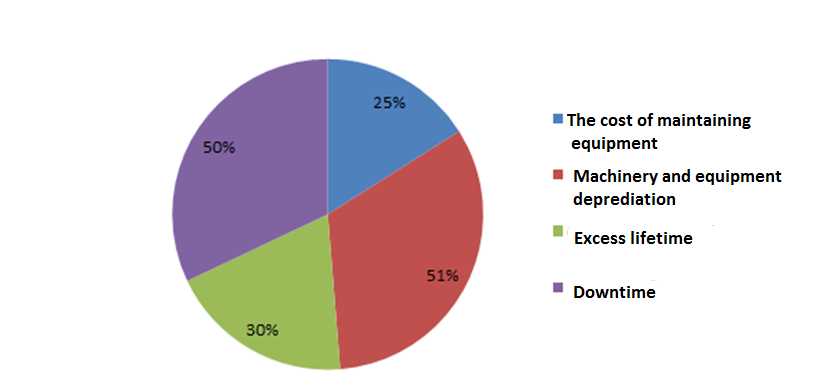 25%
50%
51%
30%
The cost of maintaining
equipment
Machinery and equipment
deprediation
Excess lifetime
Downtime